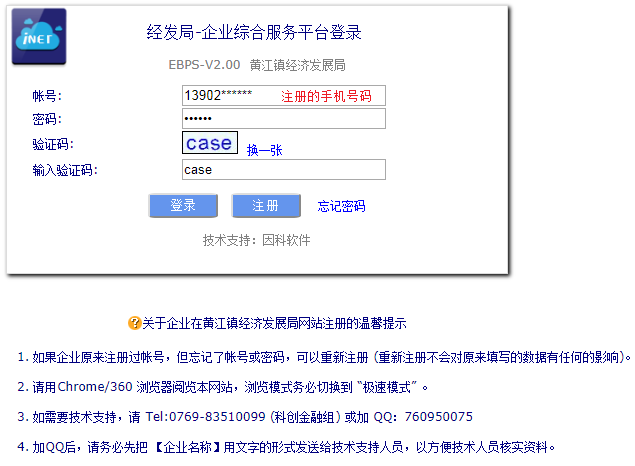 iNET
经发局-企业综合服务平台登录
EBPS-V2.00 黄江镇经济发展局
帐号: 13902****** 注册的手机号码
密码: ••••••
验证码: case 换一张
输入验证码: case
登录 注册 忘记密码
技术支持：因科软件
关于企业在黄江镇经济发展局网站注册的温馨提示
1. 如果企业原来注册过帐号，但忘记了帐号或密码，可以重新注册 (重新注册不会对原来填写的数据有任何的影响)。
2. 请用Chrome/360 浏览器阅览本网站，浏览模式务必切换到 “极速模式” 。
3. 如需要技术支持，请 Tel:0769-83510099 (科创金融组) 或加 QQ：760950075
4. 加QQ后，请务必先把 【企业名称】用文字的形式发送给技术支持人员，以方便技术人员核实资料。